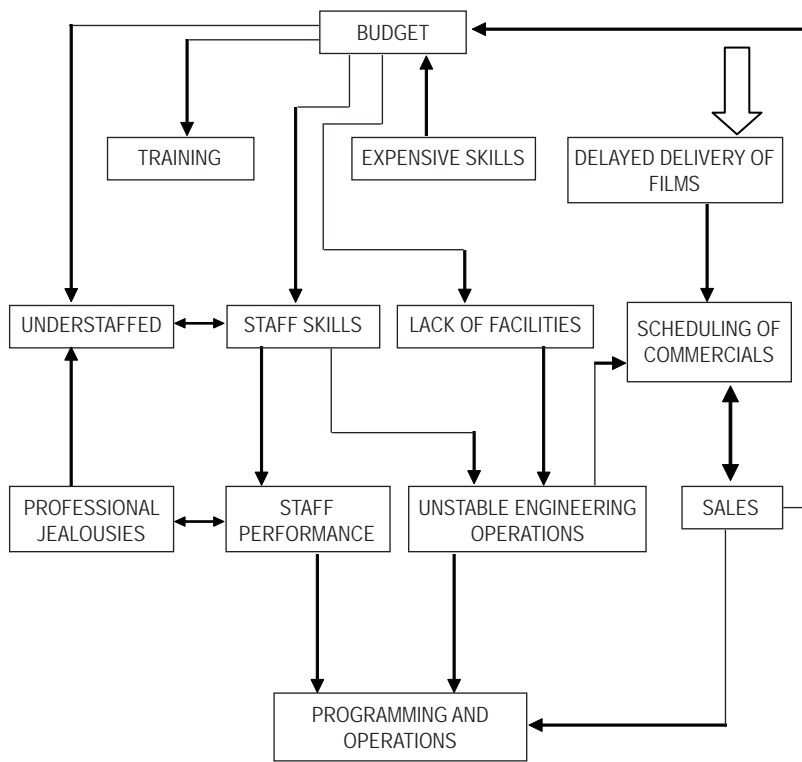 BUDGET
TRAINING
EXPENSIVE SKILLS
DELAYED DELIVERY OF
FILMS
UNDERSTAFFED
STAFF SKILLS
LACK OF FACILITIES
SCHEDULING OF
COMMERCIALS
PROFESSIONAL
JEALOUSIES
STAFF
PERFORMANCE
UNSTABLE ENGINEERING
OPERATIONS
SALES
PROGRAMMING AND
OPERATIONS